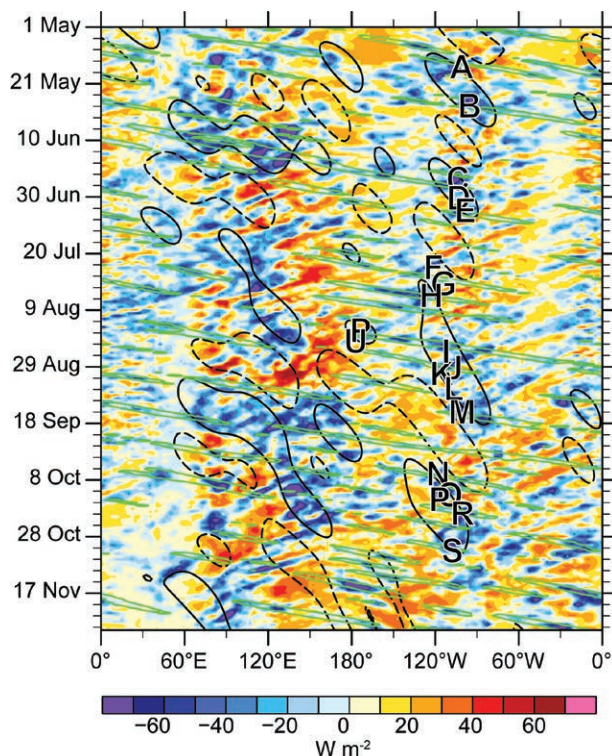 1 May
A
21 May
B
10 Jun
C
D
30 Jun
E
20 Jul
F
G
H
9 Aug
P
U
I
J
29 Aug
K
L
M
18 Sep
N
8 Oct
O
P
R
28 Oct
S
17 Nov
0° 60°E 120°E 180° 120°W 60°W 0°
−60 −40 −20 0 20 40 60
W m⁻²